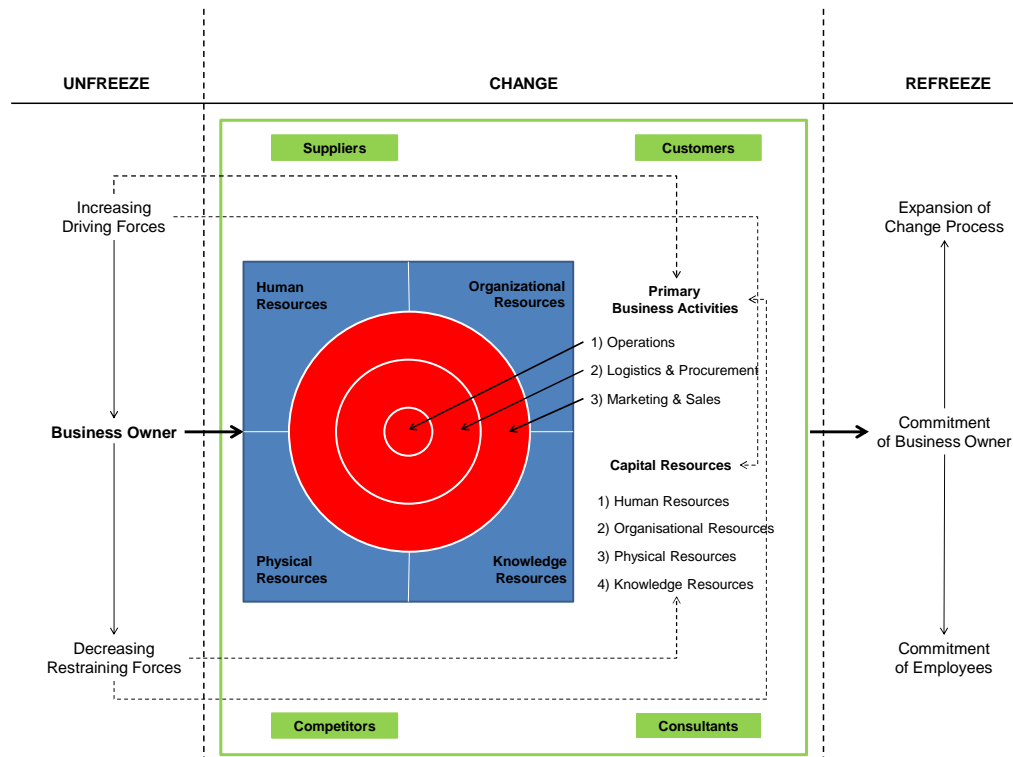 UNFREEZE
CHANGE
REFREEZE
Suppliers
Customers
Increasing
Driving Forces
Expansion of
Change Process
Human
Resources
Organizational
Resources
Primary
Business Activities
1) Operations
2) Logistics & Procurement
3) Marketing & Sales
Business Owner
Commitment
of Business Owner
Capital Resources
1) Human Resources
2) Organisational Resources
3) Physical Resources
4) Knowledge Resources
Physical
Resources
Knowledge
Resources
Decreasing
Restraining Forces
Commitment
of Employees
Competitors
Consultants